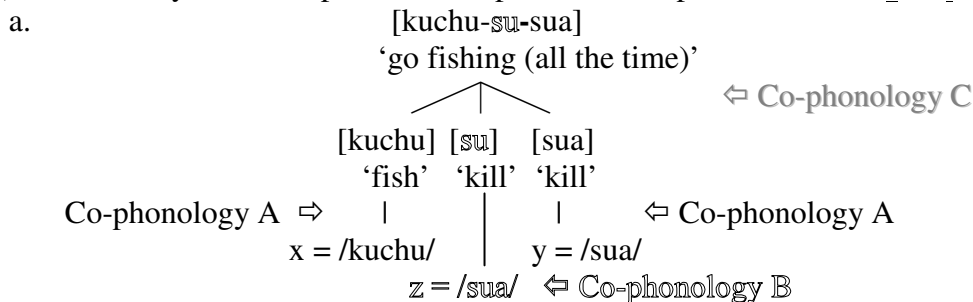 a. [kuchu-su-sua]
‘go fishing (all the time)’
⇦ Co-phonology C
[kuchu] [su] [sua]
‘fish’ ‘kill’ ‘kill’
Co-phonology A ⇨ | | ⇦ Co-phonology A
x = /kuchu/ y = /sua/
z = /sua/ ⇦ Co-phonology B